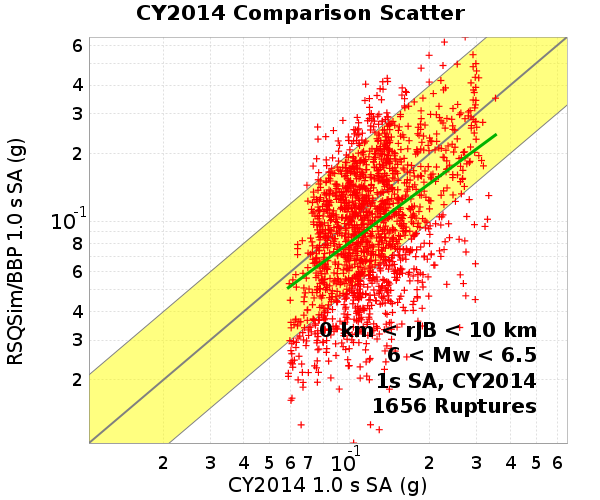 CY2014 Comparison Scatter
RSQSim/BBP 1.0 s SA (g)
6
4
3
2
10-1
8
6
4
3
2
0 km < rJB < 10 km
6 < Mw < 6.5
1s SA, CY2014
1656 Ruptures
2 3 4 5 6 7 10-1 2 3 4 5 6
CY2014 1.0 s SA (g)